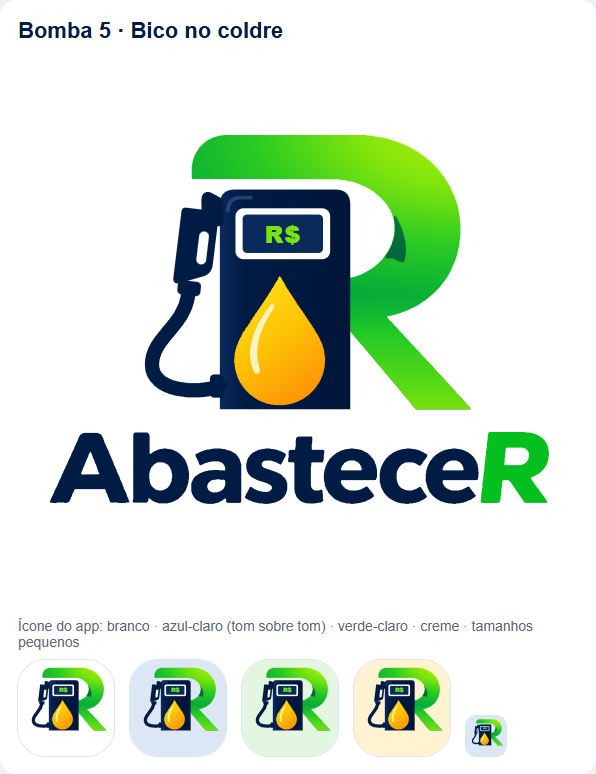 Bomba 5 · Bico no coldre
R$
AbasteceR
Ícone do app: branco · azul-claro (tom sobre tom) · verde-claro · creme · tamanhos
pequenos
R$ R$ R$ R$